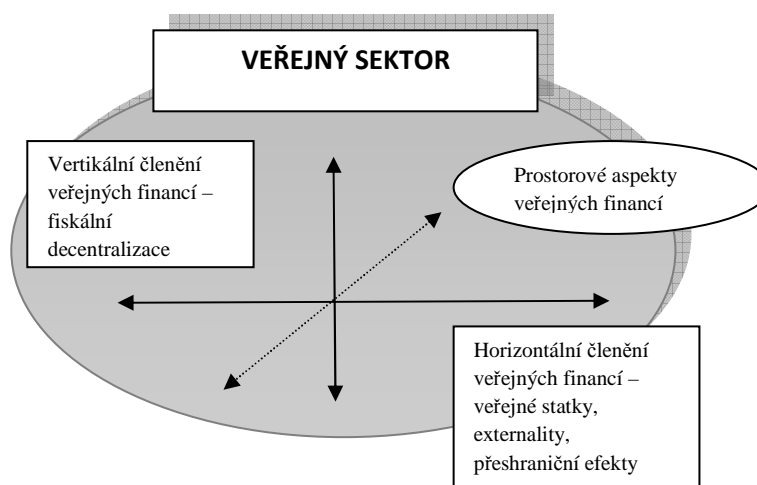 VEŘEJNÝ SEKTOR
Vertikální členění
veřejných financí –
fiskální
decentralizace
Prostorové aspekty
veřejných financí
Horizontální členění
veřejných financí –
veřejné statky,
externality,
přeshraniční efekty